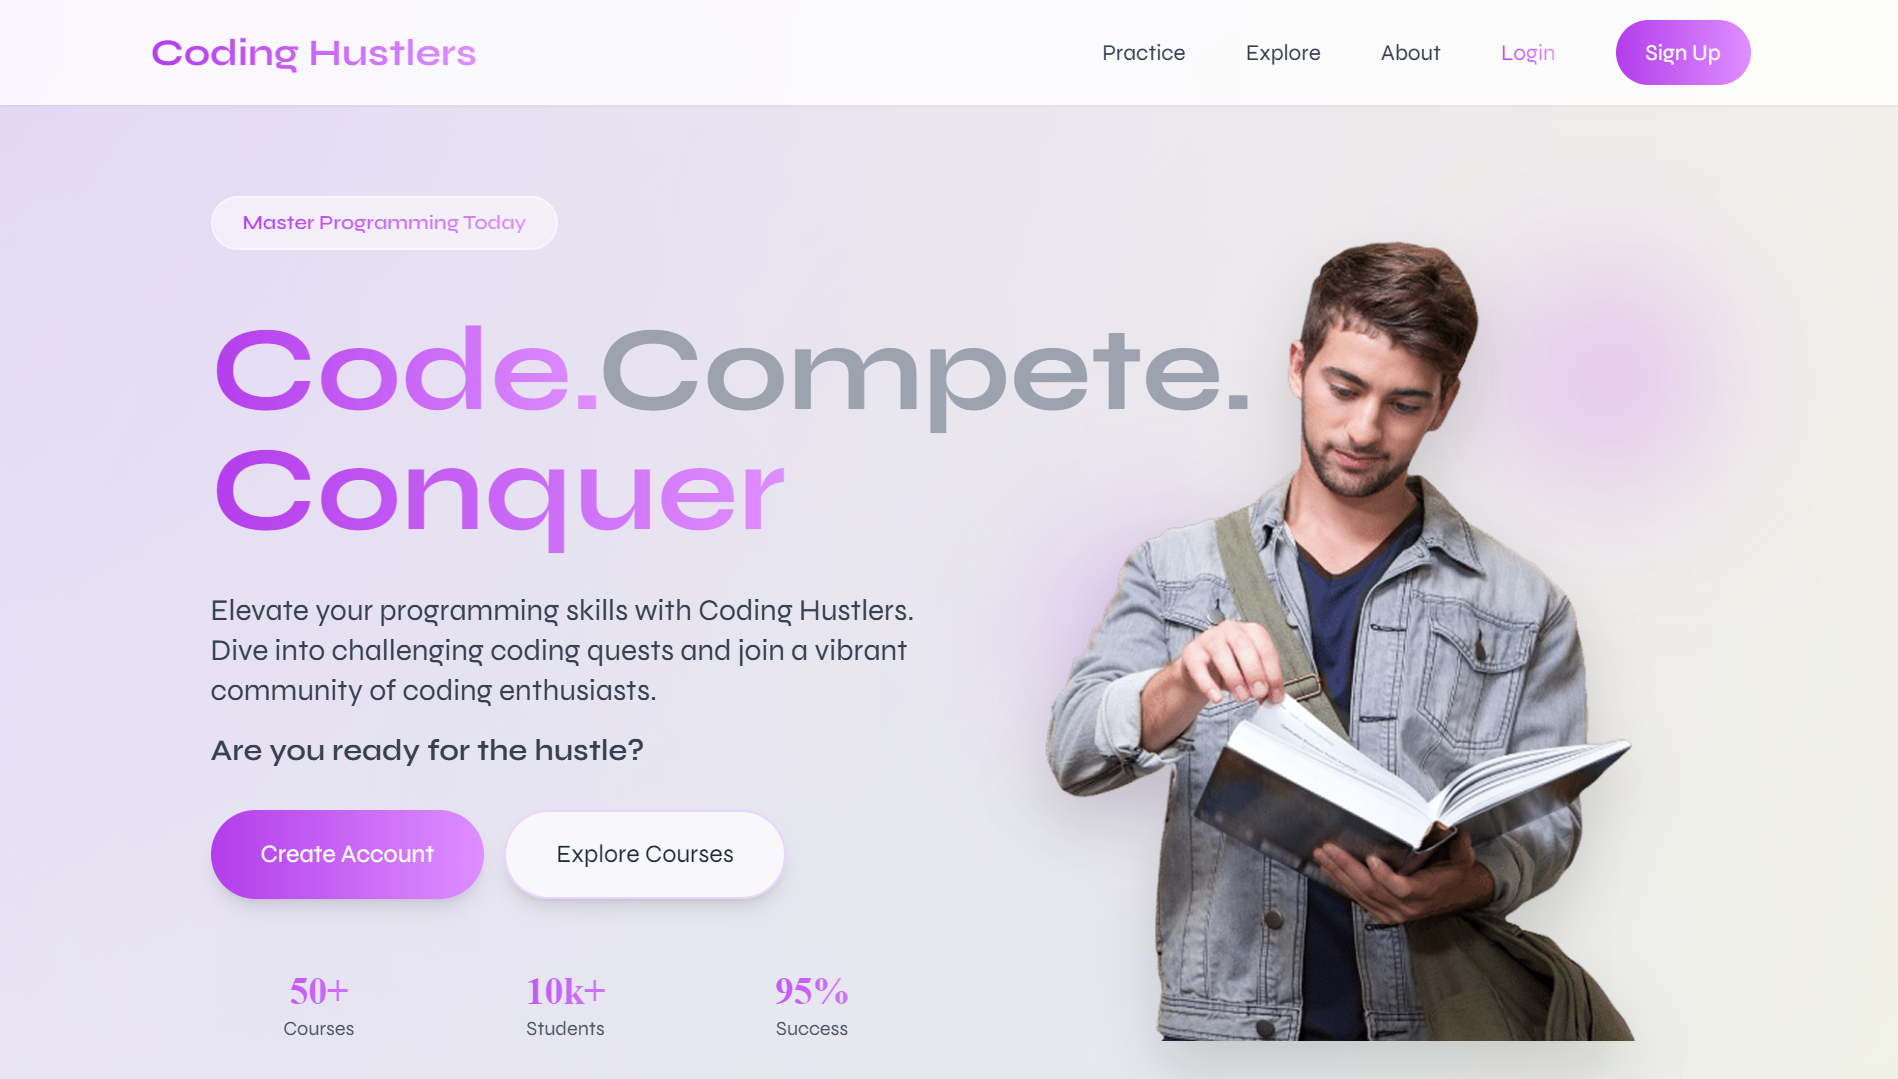 Coding Hustlers
Practice
Explore
About
Login
Sign Up
Master Programming Today
Code.Compete.
Conquer
Elevate your programming skills with Coding Hustlers.
Dive into challenging coding quests and join a vibrant
community of coding enthusiasts.
Are you ready for the hustle?
Create Account
Explore Courses
50+
Courses
10k+
Students
95%
Success